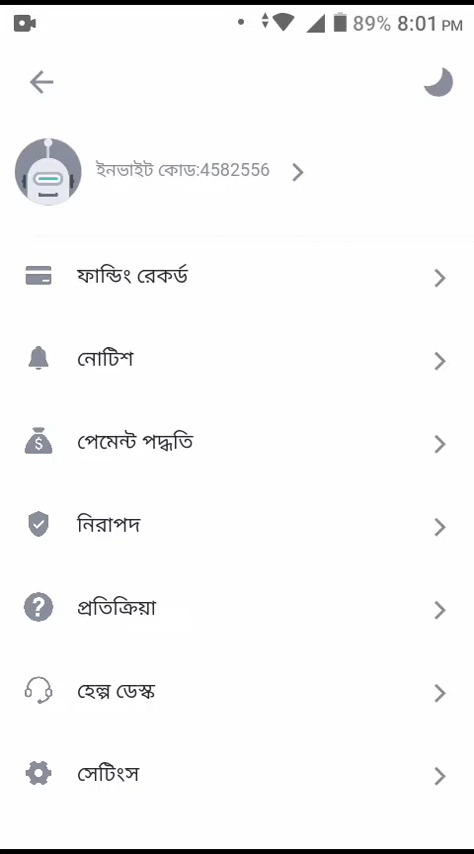 89% 8:01 PM
ইনভাইট কোড:4582556
ফান্ডিং রেকর্ড
নোটিশ
পেমেন্ট পদ্ধতি
নিরাপদ
প্রতিক্রিয়া
হেল্প ডেস্ক
সেটিংস